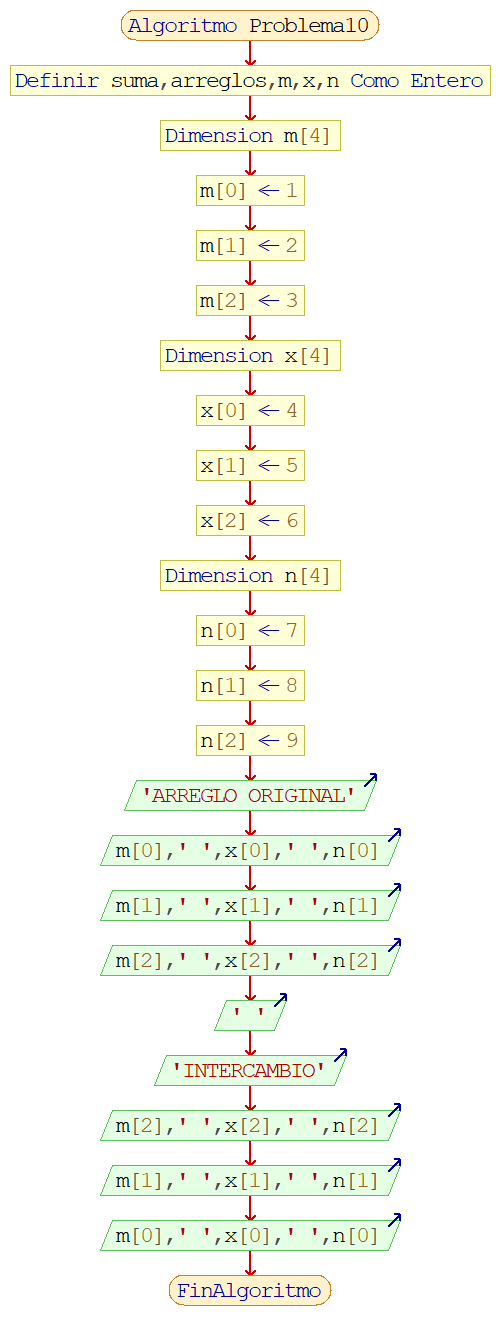 Algoritmo Problema10
Definir suma,arreglos,m,x,n Como Entero
Dimension m[4]
m[0] ← 1
m[1] ← 2
m[2] ← 3
Dimension x[4]
x[0] ← 4
x[1] ← 5
x[2] ← 6
Dimension n[4]
n[0] ← 7
n[1] ← 8
n[2] ← 9
'ARREGLO ORIGINAL'
m[0],' ',x[0],' ',n[0]
m[1],' ',x[1],' ',n[1]
m[2],' ',x[2],' ',n[2]
' '
'INTERCAMBIO'
m[2],' ',x[2],' ',n[2]
m[1],' ',x[1],' ',n[1]
m[0],' ',x[0],' ',n[0]
FinAlgoritmo